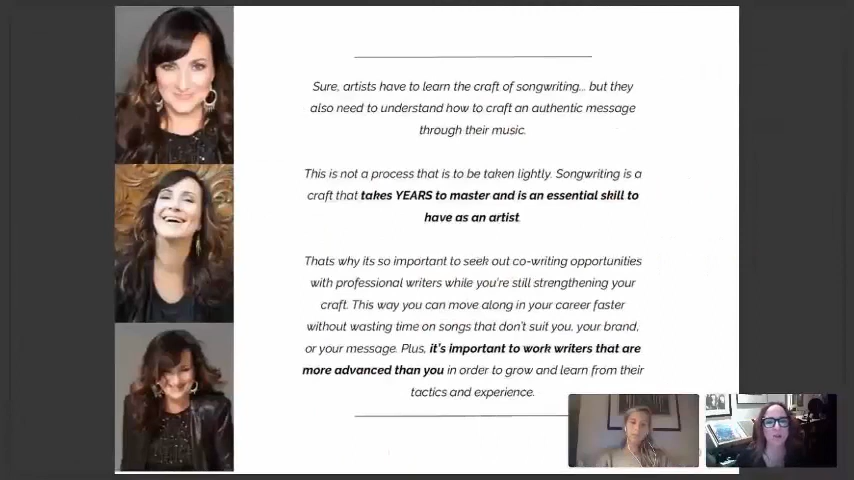 Sure, artists have to learn the craft of songwriting... but they
also need to understand how to craft an authentic message
through their music.
This is not a process that is to be taken lightly. Songwriting is a
craft that takes YEARS to master and is an essential skill to
have as an artist.
Thats why its so important to seek out co-writing opportunities
with professional writers while you're still strengthening your
craft. This way you can move along in your career faster
without wasting time on songs that don't suit you, your brand,
or your message. Plus, it's important to work writers that are
more advanced than you in order to grow and learn from their
tactics and experience.